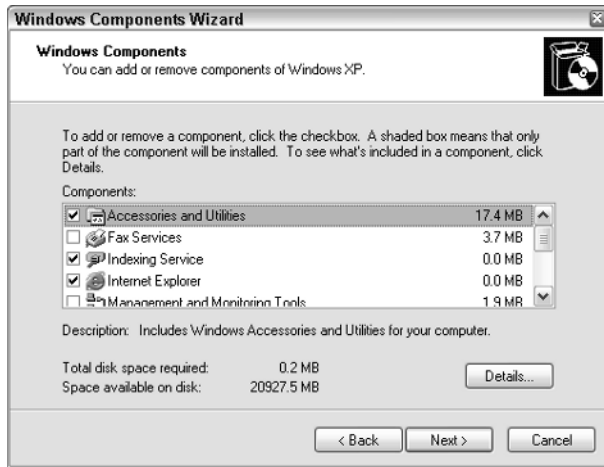 Windows Components Wizard
Windows Components
You can add or remove components of Windows XP.
To add or remove a component, click the checkbox. A shaded box means that only
part of the component will be installed. To see what's included in a component, click
Details.
Components:
Accessories and Utilities 17.4 MB
Fax Services 3.7 MB
Indexing Service 0.0 MB
Internet Explorer 0.0 MB
Management and Monitoring Tools 1.9 MB
Description: Includes Windows Accessories and Utilities for your computer.
Total disk space required: 0.2 MB
Space available on disk: 20927.5 MB
Details...
< Back Next > Cancel